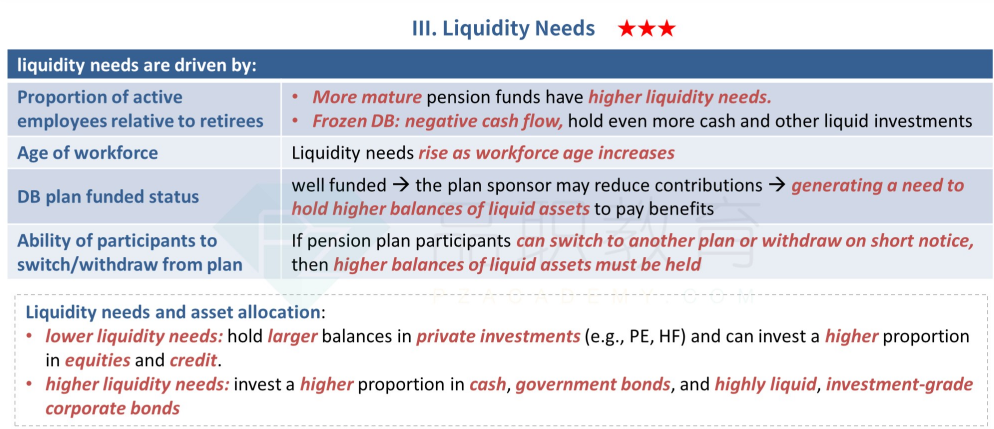 III. Liquidity Needs ★★★
liquidity needs are driven by:
Proportion of active
employees relative to retirees
• More mature pension funds have higher liquidity needs.
• Frozen DB: negative cash flow, hold even more cash and other liquid investments
Age of workforce
Liquidity needs rise as workforce age increases
DB plan funded status
well funded → the plan sponsor may reduce contributions → generating a need to
hold higher balances of liquid assets to pay benefits
Ability of participants to
switch/withdraw from plan
If pension plan participants can switch to another plan or withdraw on short notice,
then higher balances of liquid assets must be held
品职教育
Liquidity needs and asset allocation:
• lower liquidity needs: hold larger balances in private investments (e.g., PE, HF) and can invest a higher proportion
in equities and credit.
• higher liquidity needs: invest a higher proportion in cash, government bonds, and highly liquid, investment-grade
corporate bonds